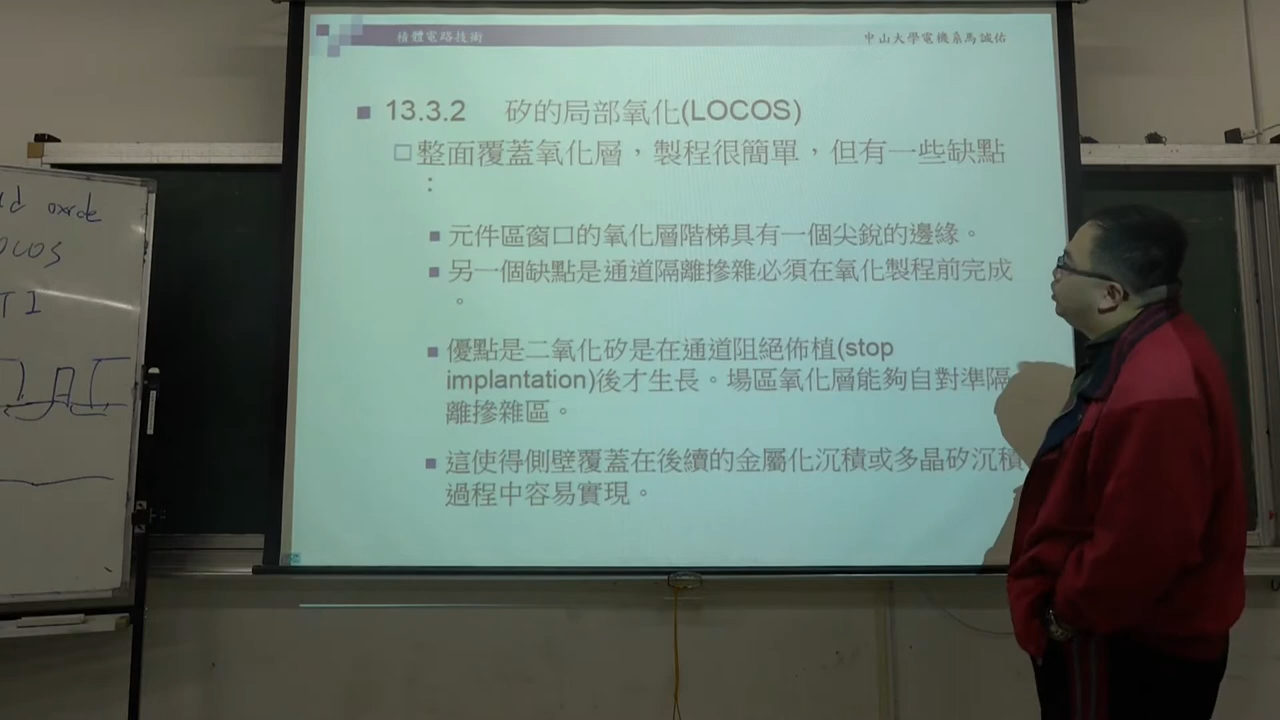 積體電路技術
中山大學電機系馬誠佑
13.3.2 矽的局部氧化(LOCOS)
整面覆蓋氧化層，製程很簡單，但有一些缺點
：
元件區窗口的氧化層階梯具有一個尖銳的邊緣。
另一個缺點是通道隔離摻雜必須在氧化製程前完成
。
優點是二氧化矽是在通道阻絕佈植(stop
implantation)後才生長。場區氧化層能夠自對準隔
離摻雜區。
這使得側壁覆蓋在後續的金屬化沉積或多晶矽沉積
過程中容易實現。
ld oxide
OCOS
TI